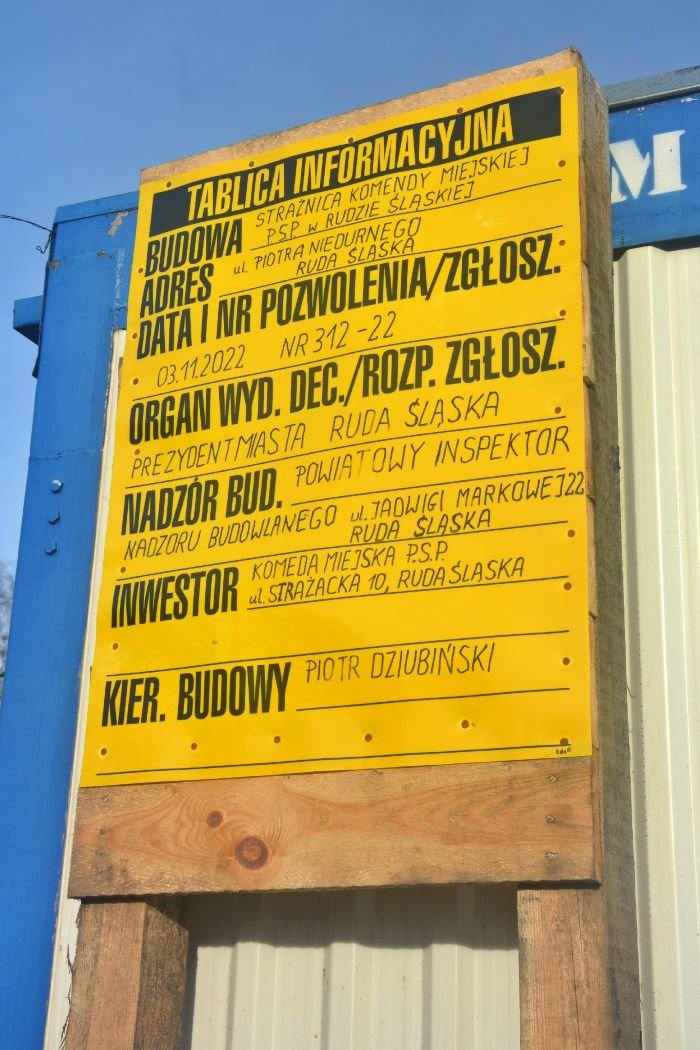 TABLICA INFORMACYJNA
BUDOWA STRAŻNICA KOMENDY MIEJSKIEJ
P.S.P W RUDZIE ŚLĄSKIEJ
ADRES ul. PIOTRA NIEDURNEGO
RUDA ŚLĄSKA
DATA I NR POZWOLENIA/ZGŁOSZ.
03.11.2022 NR 312-22
ORGAN WYD. DEC./ROZP. ZGŁOSZ.
PREZYDENT MIASTA RUDA ŚLĄSKA
NADZÓR BUD. POWIATOWY INSPEKTOR
NADZORU BUDOWLANEGO ul. JADWIGI MARKOWEJ 22
RUDA ŚLĄSKA
INWESTOR KOMEDA MIEJSKA P.S.P
ul. STRAŻACKA 10, RUDA ŚLĄSKA
KIER. BUDOWY PIOTR DZIUBIŃSKI
M